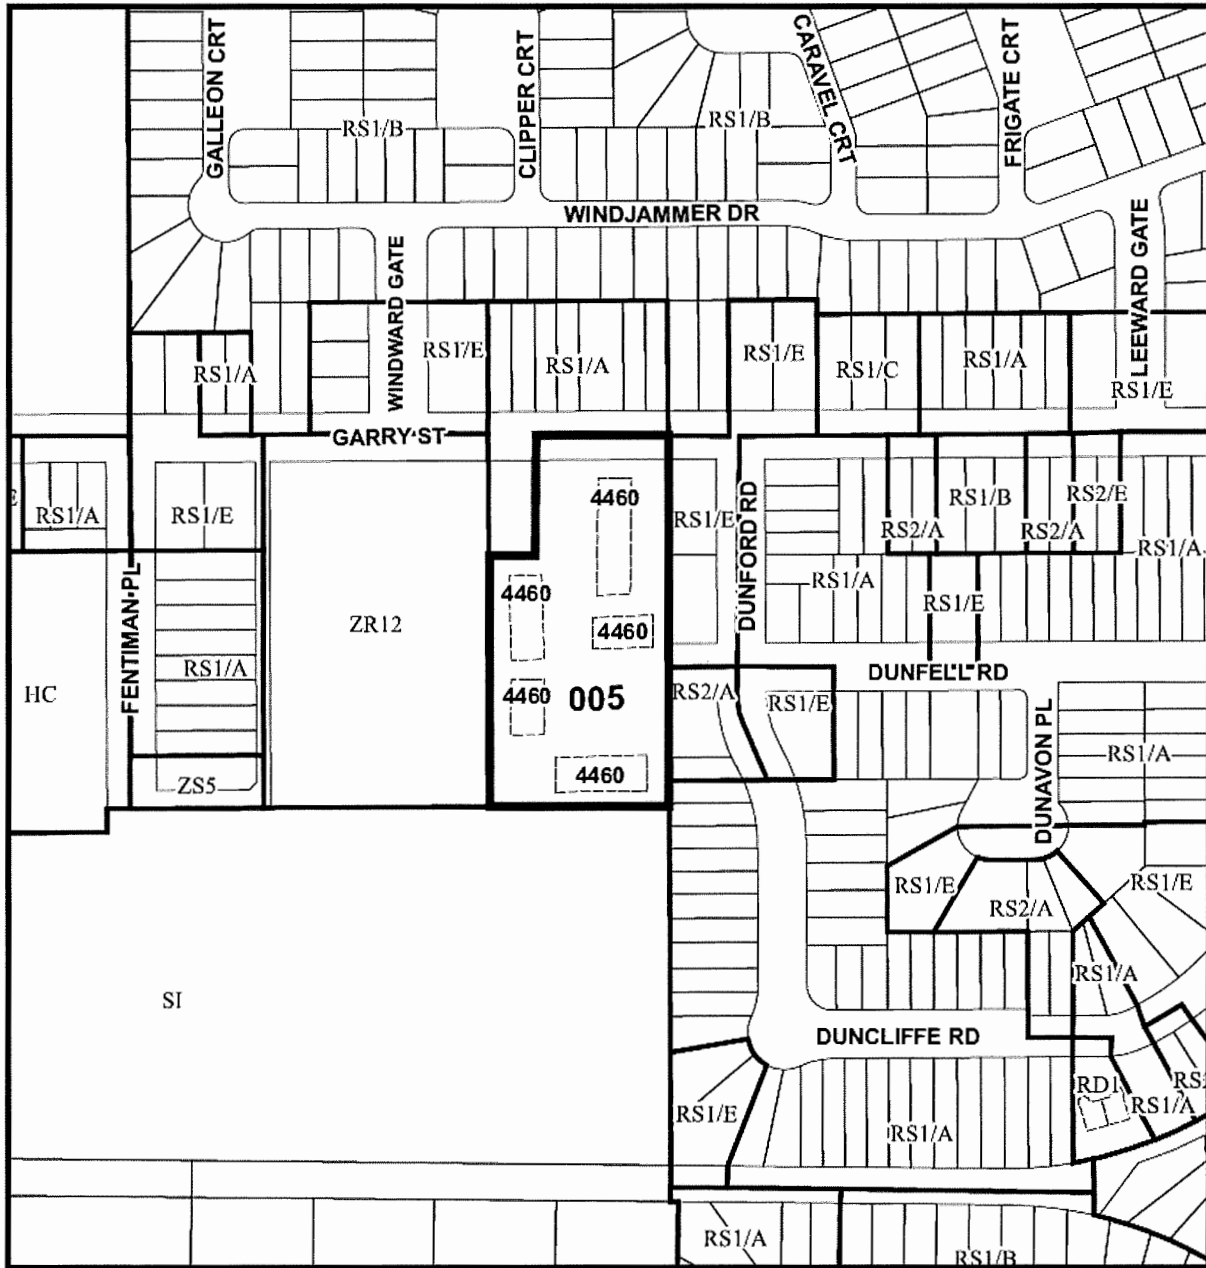 GALLEON CRT
CLIPPER CRT
CARAVEL CRT
FRIGATE CRT
RS1/B
RS1/B
WINDJAMMER DR
WINDWARD GATE
LEEWARD GATE
RS1/A
RS1/E
RS1/A
RS1/E
RS1/C
RS1/A
RS1/E
GARRY ST
RS1/A
RS1/E
4460
RS1/E
DUNFORD RD
RS2/A
RS1/B
RS2/A
RS2/E
RS1/A
FENTIMAN PL
4460
4460
RS1/A
RS1/E
ZR12
RS1/A
HC
4460
005
RS2/A
RS1/E
DUNFELL RD
DUNAVON PL
RS1/A
ZS5
4460
RS1/E
RS2/A
RS1/E
RS1/A
SI
DUNCLIFFE RD
RS1/E
RS1/A
RD1
RS1/A
RS1/A
RS1/B